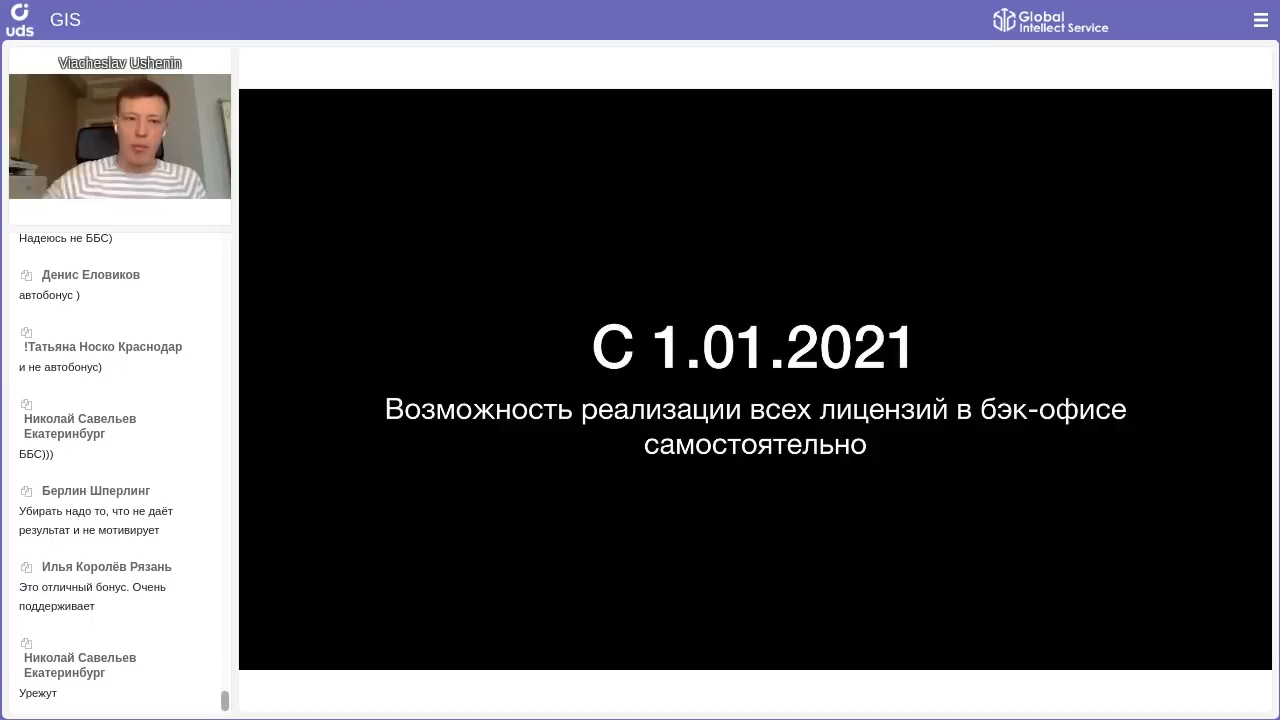 uds
GIS
Global
Intellect Service
Viacheslav Ushenin
Надеюсь не ББС)
Денис Еловиков
автобонус )
!Татьяна Носко Краснодар
и не автобонус)
Николай Савельев
Екатеринбург
ББС)))
Берлин Шперлинг
Убирать надо то, что не даёт
результат и не мотивирует
Илья Королёв Рязань
Это отличный бонус. Очень
поддерживает
Николай Савельев
Екатеринбург
Урежут
С 1.01.2021
Возможность реализации всех лицензий в бэк-офисе
самостоятельно